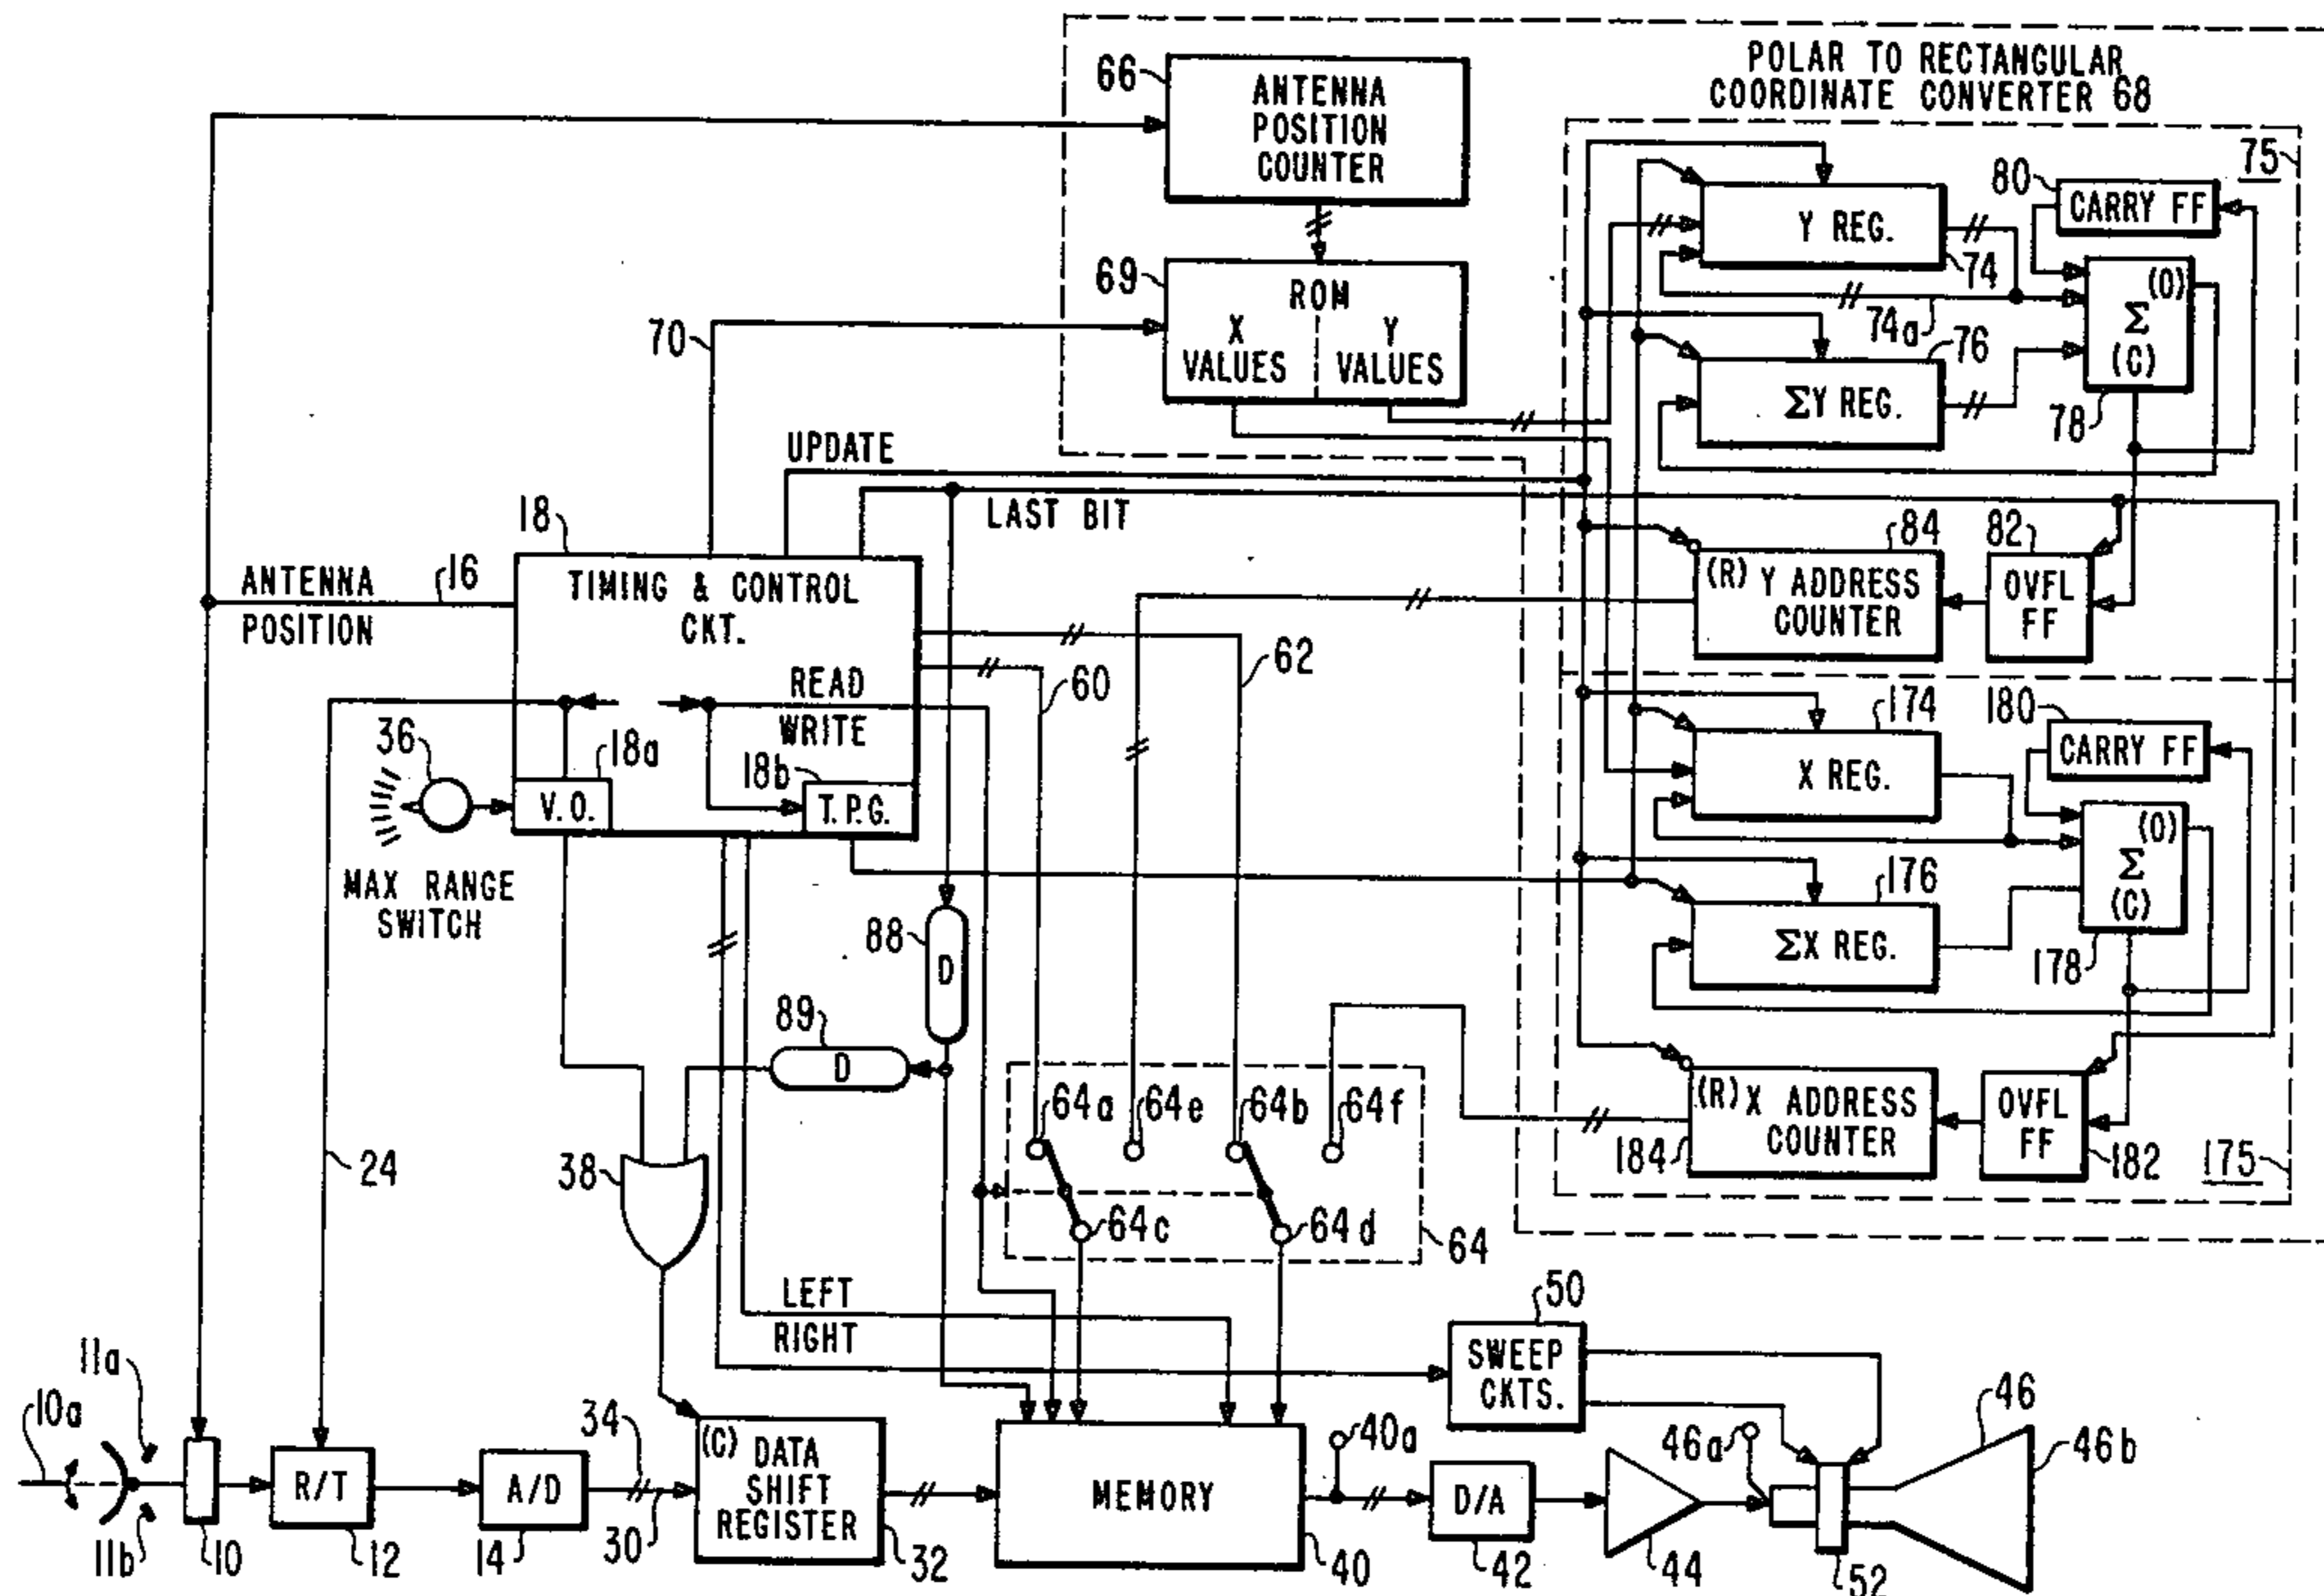 66
ANTENNA
POSITION
COUNTER
POLAR TO RECTANGULAR
COORDINATE CONVERTER 68
75
80
CARRY FF
Y REG.
74
74a
(O)
Σ
(C)
78
69
ROM
X
VALUES
Y
VALUES
70
76
ΣY REG.
UPDATE
LAST BIT
18
ANTENNA
POSITION
16
TIMING & CONTROL
CKT.
84
(R) Y ADDRESS
COUNTER
82
OVFL
FF
60
62
READ
WRITE
36
18a
V.O.
18b
T.P.G.
MAX RANGE
SWITCH
174
X REG.
180
CARRY FF
(O)
Σ
(C)
178
176
ΣX REG.
88
D
89
D
64a
64e
64b
64f
64c
64d
64
(R) X ADDRESS
COUNTER
184
OVFL
FF
182
175
24
38
LEFT
RIGHT
50
SWEEP
CKTS.
10a
11a
11b
10
R/T
12
A/D
14
34
30
(C) DATA
SHIFT
REGISTER
32
MEMORY
40
40a
D/A
42
44
46a
46
46b
52